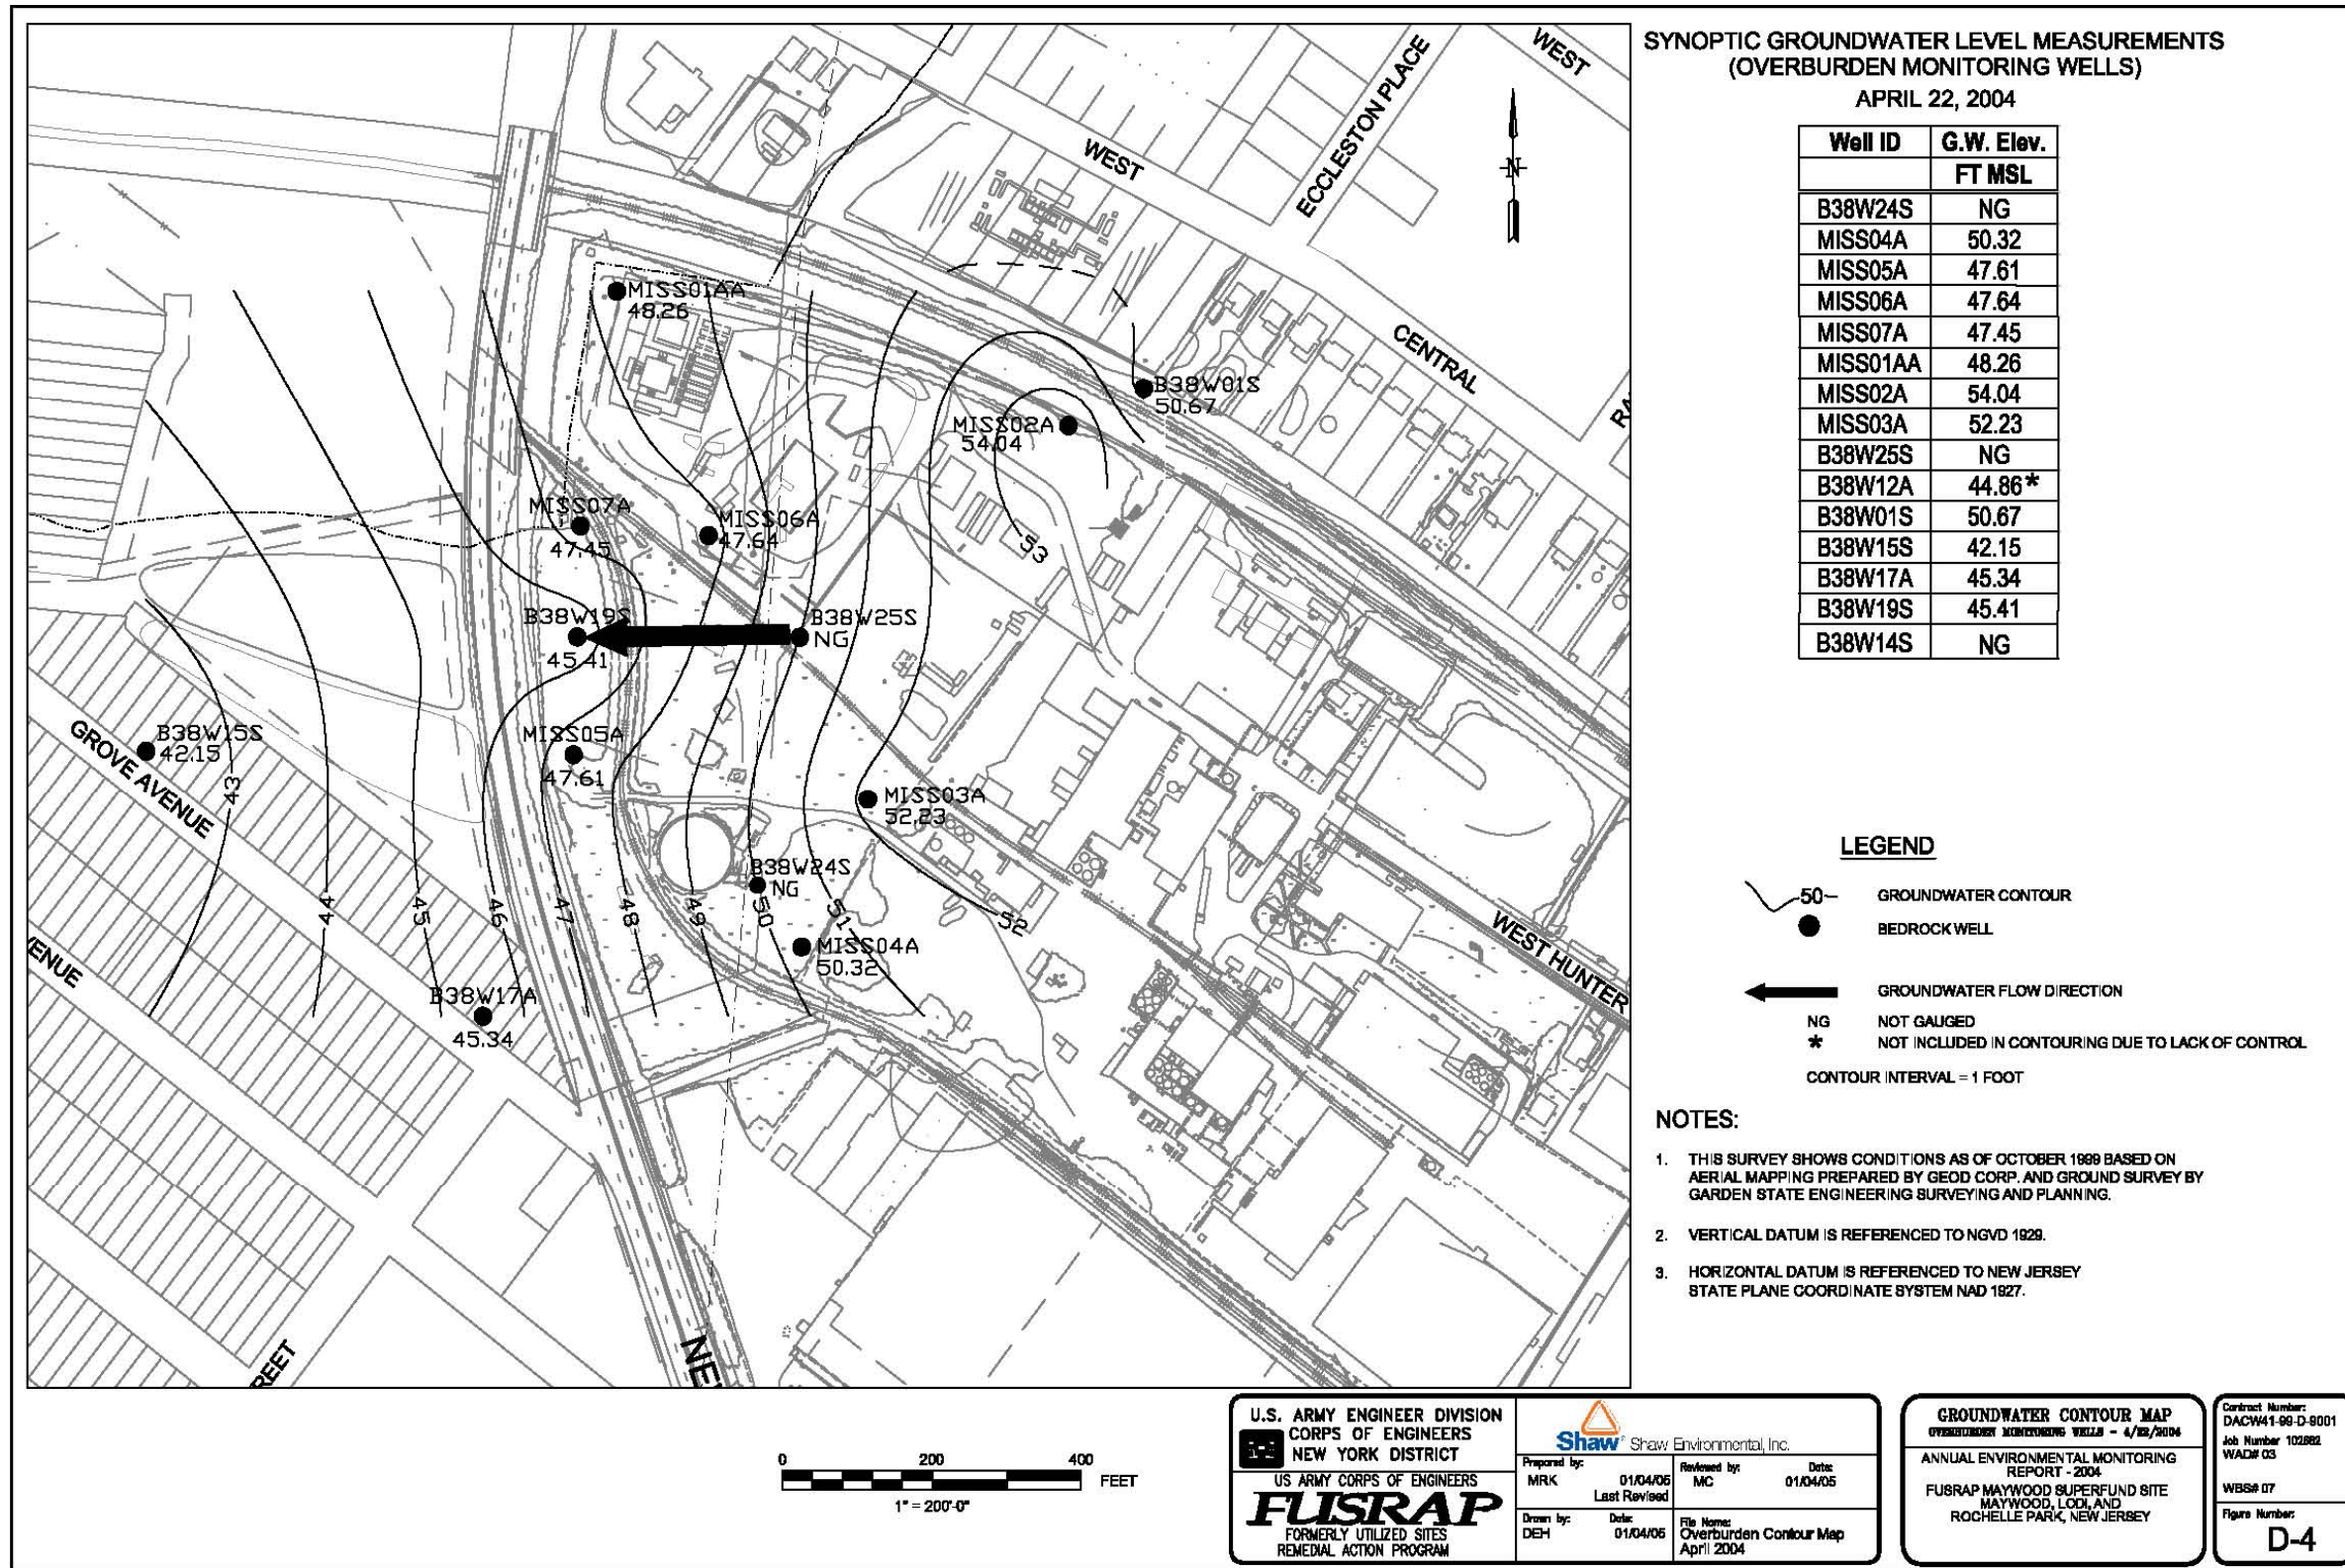 SYNOPTIC GROUNDWATER LEVEL MEASUREMENTS
(OVERBURDEN MONITORING WELLS)
APRIL 22, 2004
Well ID G.W. Elev.
FT MSL
B38W24S NG
MISS04A 50.32
MISS05A 47.61
MISS06A 47.64
MISS07A 47.45
MISS01AA 48.26
MISS02A 54.04
MISS03A 52.23
B38W25S NG
B38W12A 44.86*
B38W01S 50.67
B38W15S 42.15
B38W17A 45.34
B38W19S 45.41
B38W14S NG
WEST
ECCLESTON PLACE
WEST
N
CENTRAL
RA
MISS01AA
48.26
B38W01S
50.67
MISS02A
54.04
53
MISS07A
47.45
MISS06A
47.64
B38W19S
45.41
B38W25S
NG
B38W15S
42.15
GROVE AVENUE
MISS05A
47.61
MISS03A
52.23
B38W24S
NG
MISS04A
50.32
43
44
45
46
47
48
49
50
51
52
VENUE
B38W17A
45.34
WEST HUNTER
REET
NE
LEGEND
50 GROUNDWATER CONTOUR
BEDROCK WELL
GROUNDWATER FLOW DIRECTION
NG NOT GAUGED
* NOT INCLUDED IN CONTOURING DUE TO LACK OF CONTROL
CONTOUR INTERVAL = 1 FOOT
NOTES:
1. THIS SURVEY SHOWS CONDITIONS AS OF OCTOBER 1999 BASED ON
AERIAL MAPPING PREPARED BY GEOD CORP. AND GROUND SURVEY BY
GARDEN STATE ENGINEERING SURVEYING AND PLANNING.
2. VERTICAL DATUM IS REFERENCED TO NGVD 1929.
3. HORIZONTAL DATUM IS REFERENCED TO NEW JERSEY
STATE PLANE COORDINATE SYSTEM NAD 1927.
0 200 400
FEET
1" = 200'-0"
U.S. ARMY ENGINEER DIVISION
CORPS OF ENGINEERS
NEW YORK DISTRICT
US ARMY CORPS OF ENGINEERS
FUSRAP
FORMERLY UTILIZED SITES
REMEDIAL ACTION PROGRAM
Shaw Shaw Environmental, Inc.
Prepared by:
MRK 01/04/05
Last Revised
Reviewed by: Date:
MC 01/04/05
Drawn by: Date:
DEH 01/04/05
File Name:
Overburden Contour Map
April 2004
GROUNDWATER CONTOUR MAP
OVERBURDEN MONITORING WELLS - 4/22/2004
ANNUAL ENVIRONMENTAL MONITORING
REPORT - 2004
FUSRAP MAYWOOD SUPERFUND SITE
MAYWOOD, LODI, AND
ROCHELLE PARK, NEW JERSEY
Contract Number:
DACW41-99-D-9001
Job Number 102882
WAD# 03
WBS# 07
Figure Number:
D-4